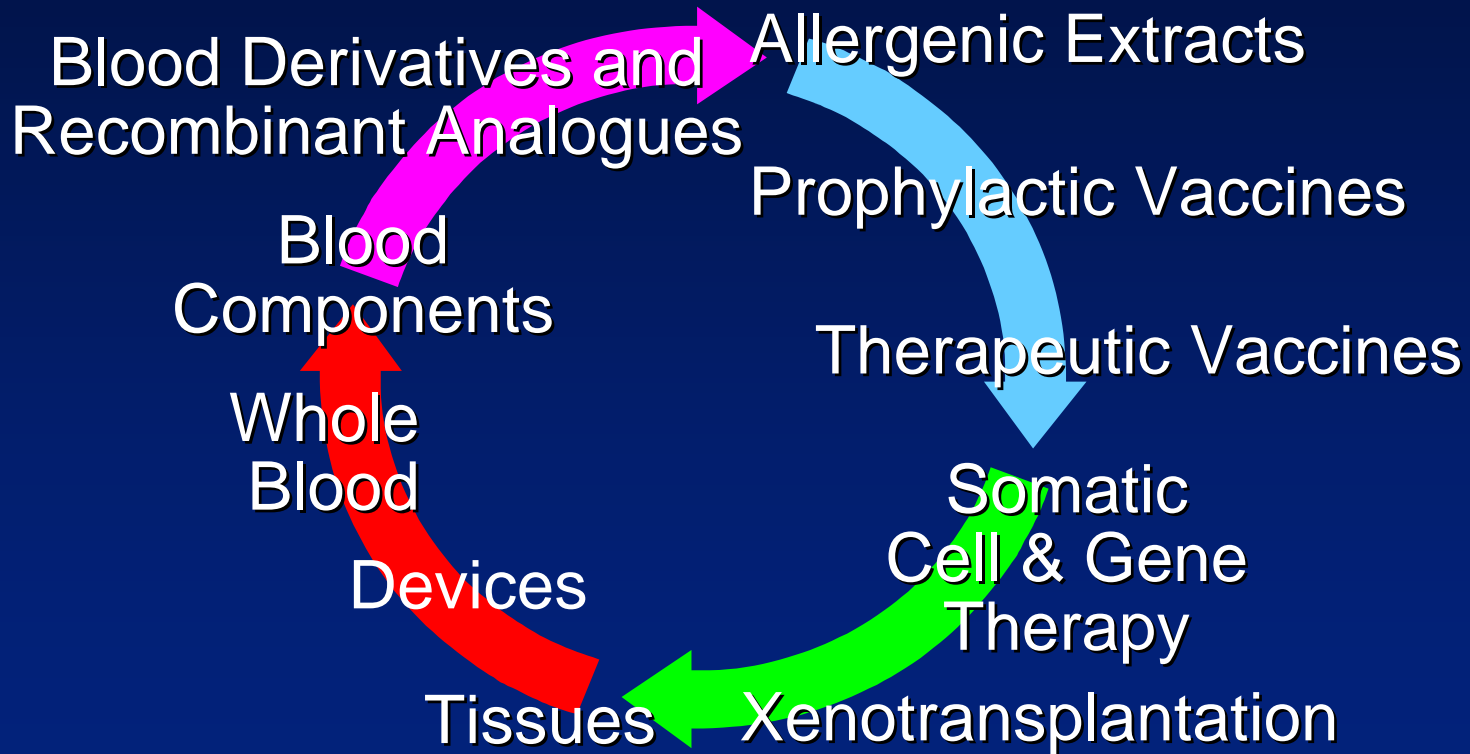 Allergenic Extracts
Prophylactic Vaccines
Therapeutic Vaccines
Somatic
Cell & Gene
Therapy
Xenotransplantation
Tissues
Devices
Whole
Blood
Blood
Components
Blood Derivatives and
Recombinant Analogues